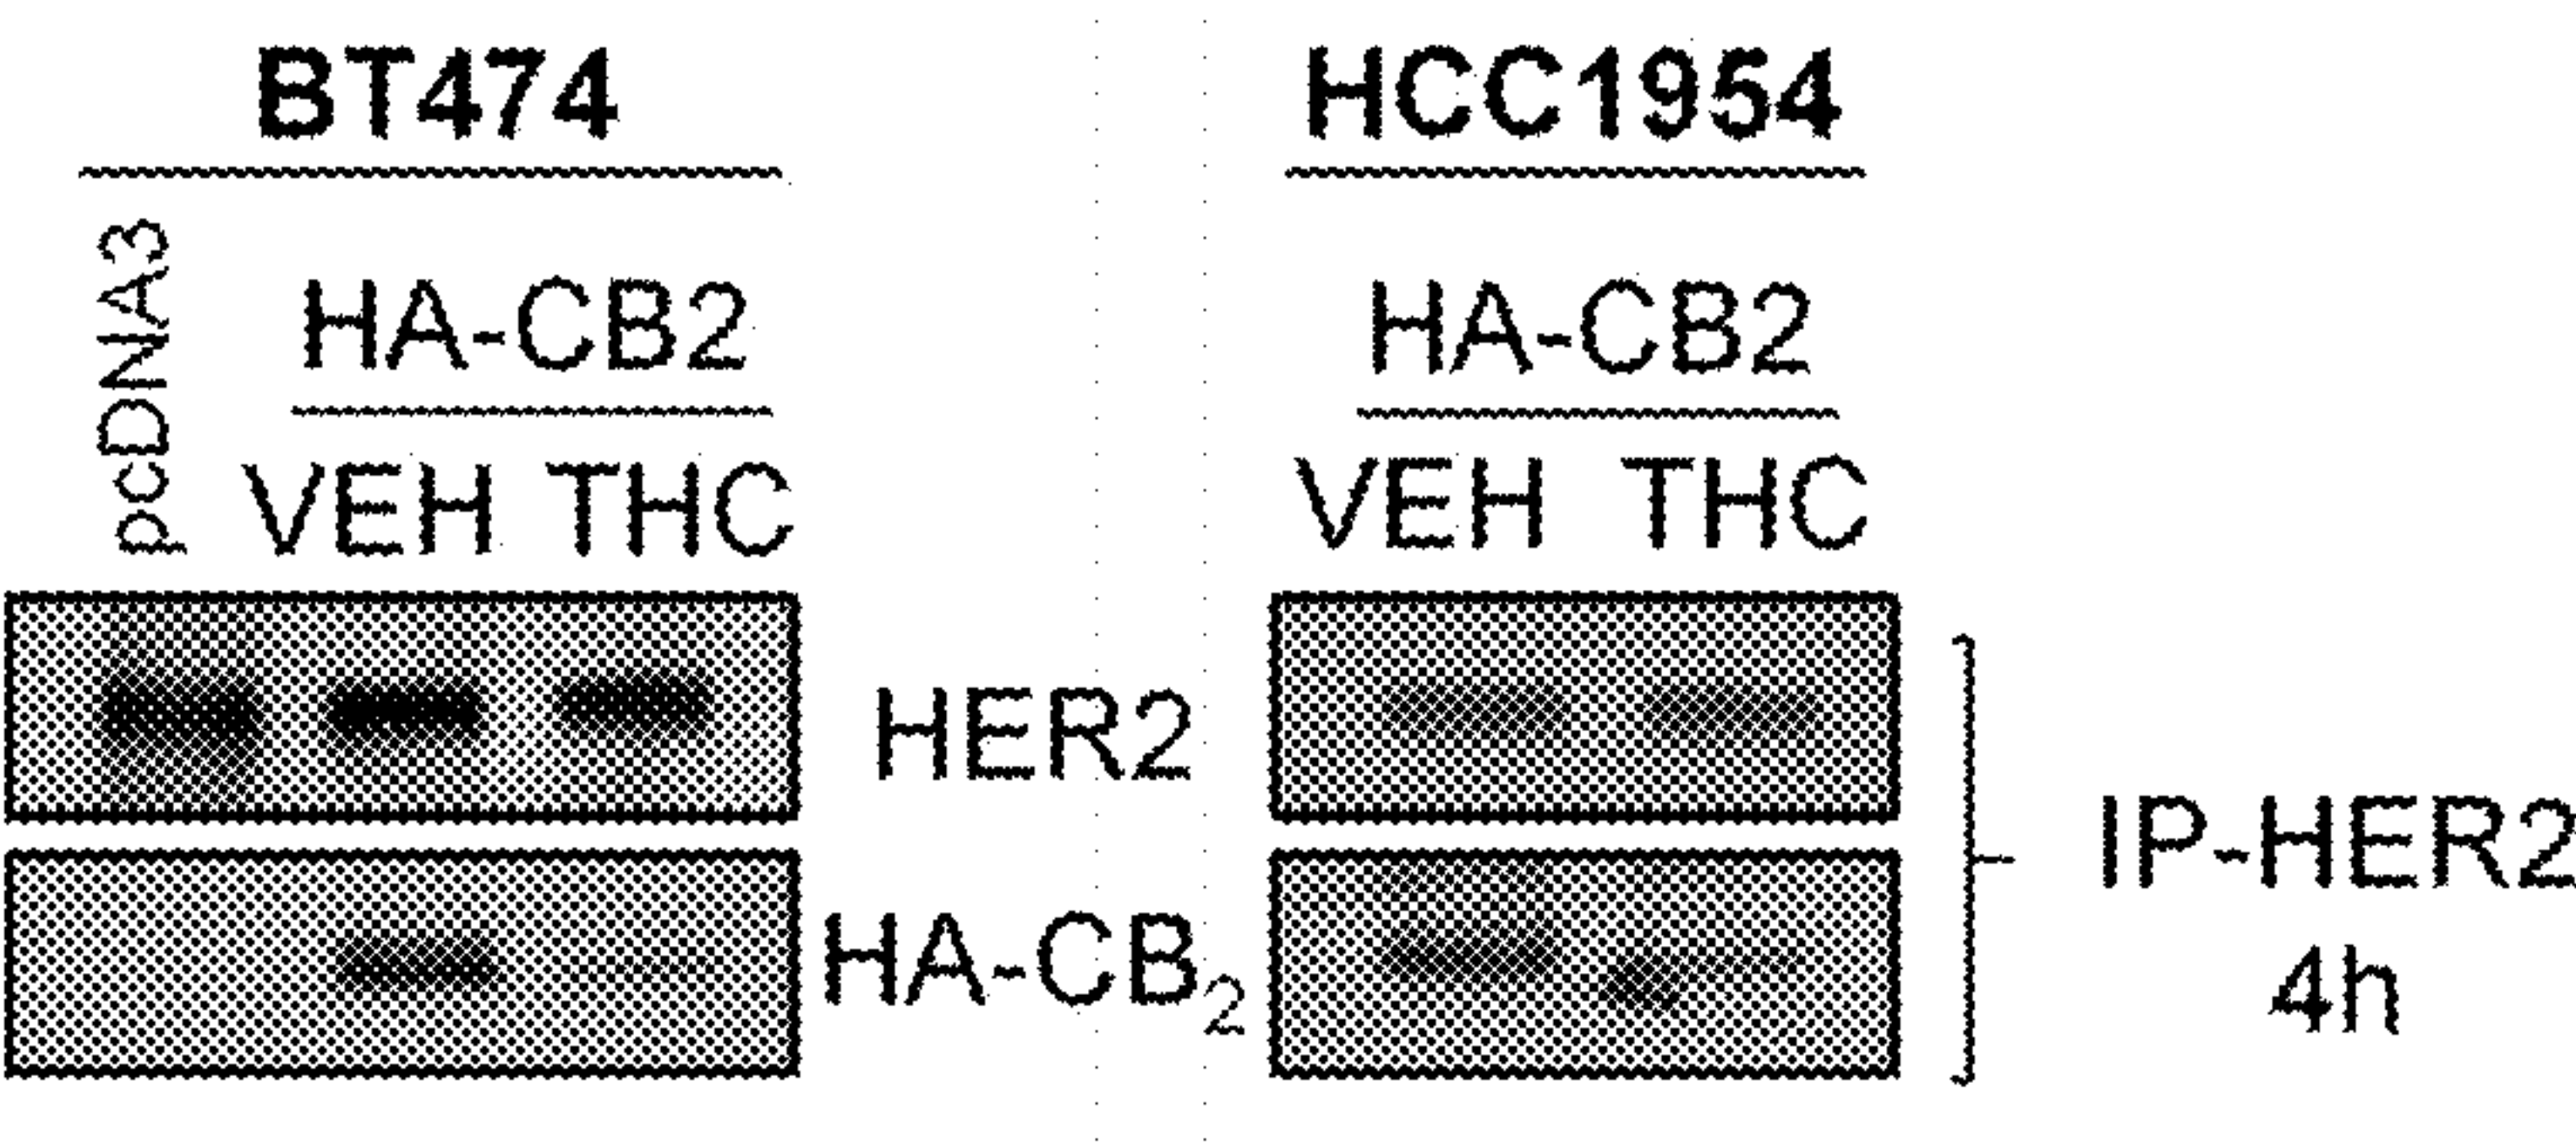 BT474 HCC1954
pcDNA3
HA-CB2 HA-CB2
VEH THC VEH THC
HER2
HA-CB₂
IP-HER2
4h